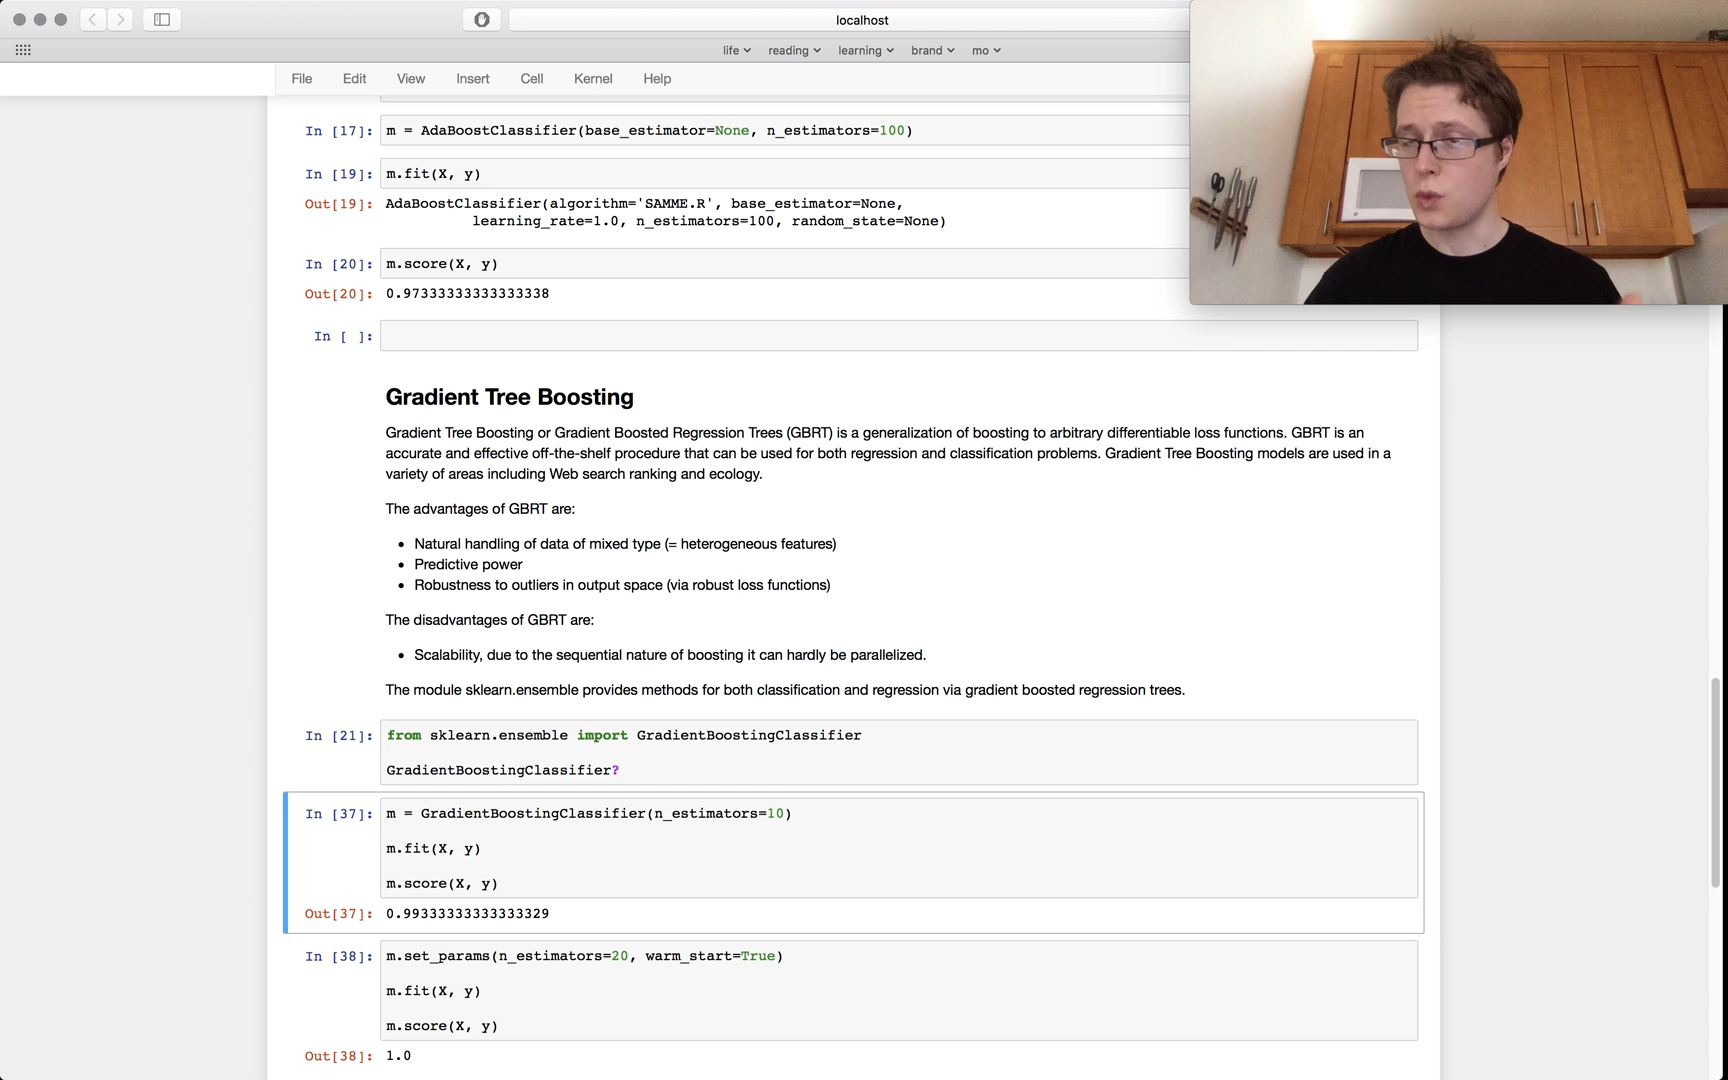 localhost
life reading learning brand mo
File Edit View Insert Cell Kernel Help
In [17]: m = AdaBoostClassifier(base_estimator=None, n_estimators=100)
In [19]: m.fit(X, y)
Out[19]: AdaBoostClassifier(algorithm='SAMME.R', base_estimator=None,
learning_rate=1.0, n_estimators=100, random_state=None)
In [20]: m.score(X, y)
Out[20]: 0.97333333333333338
In [ ]:
Gradient Tree Boosting
Gradient Tree Boosting or Gradient Boosted Regression Trees (GBRT) is a generalization of boosting to arbitrary differentiable loss functions. GBRT is an
accurate and effective off-the-shelf procedure that can be used for both regression and classification problems. Gradient Tree Boosting models are used in a
variety of areas including Web search ranking and ecology.
The advantages of GBRT are:
• Natural handling of data of mixed type (= heterogeneous features)
• Predictive power
• Robustness to outliers in output space (via robust loss functions)
The disadvantages of GBRT are:
• Scalability, due to the sequential nature of boosting it can hardly be parallelized.
The module sklearn.ensemble provides methods for both classification and regression via gradient boosted regression trees.
In [21]: from sklearn.ensemble import GradientBoostingClassifier
GradientBoostingClassifier?
In [37]: m = GradientBoostingClassifier(n_estimators=10)
m.fit(X, y)
m.score(X, y)
Out[37]: 0.99333333333333329
In [38]: m.set_params(n_estimators=20, warm_start=True)
m.fit(X, y)
m.score(X, y)
Out[38]: 1.0